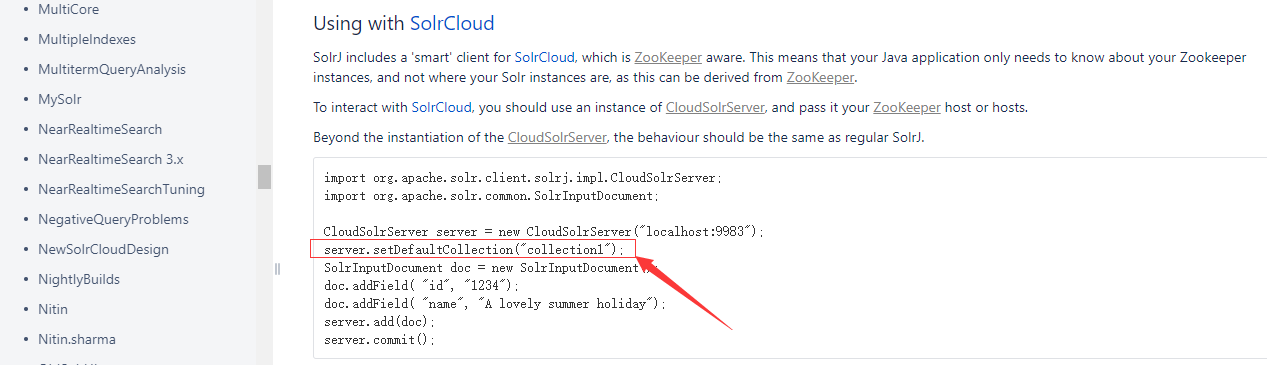 MultiCore
MultipleIndexes
MultitermQueryAnalysis
MySolr
NearRealtimeSearch
NearRealtimeSearch 3.x
NearRealtimeSearchTuning
NegativeQueryProblems
NewSolrCloudDesign
NightlyBuilds
Nitin
Nitin.sharma
Using with SolrCloud
SolrJ includes a 'smart' client for SolrCloud, which is ZooKeeper aware. This means that your Java application only needs to know about your Zookeeper
instances, and not where your Solr instances are, as this can be derived from ZooKeeper.
To interact with SolrCloud, you should use an instance of CloudSolrServer, and pass it your ZooKeeper host or hosts.
Beyond the instantiation of the CloudSolrServer, the behaviour should be the same as regular SolrJ.
import org.apache.solr.client.solrj.impl.CloudSolrServer;
import org.apache.solr.common.SolrInputDocument;
CloudSolrServer server = new CloudSolrServer("localhost:9983");
server.setDefaultCollection("collection1");
SolrInputDocument doc = new SolrInputDocument();
doc.addField( "id", "1234");
doc.addField( "name", "A lovely summer holiday");
server.add(doc);
server.commit();